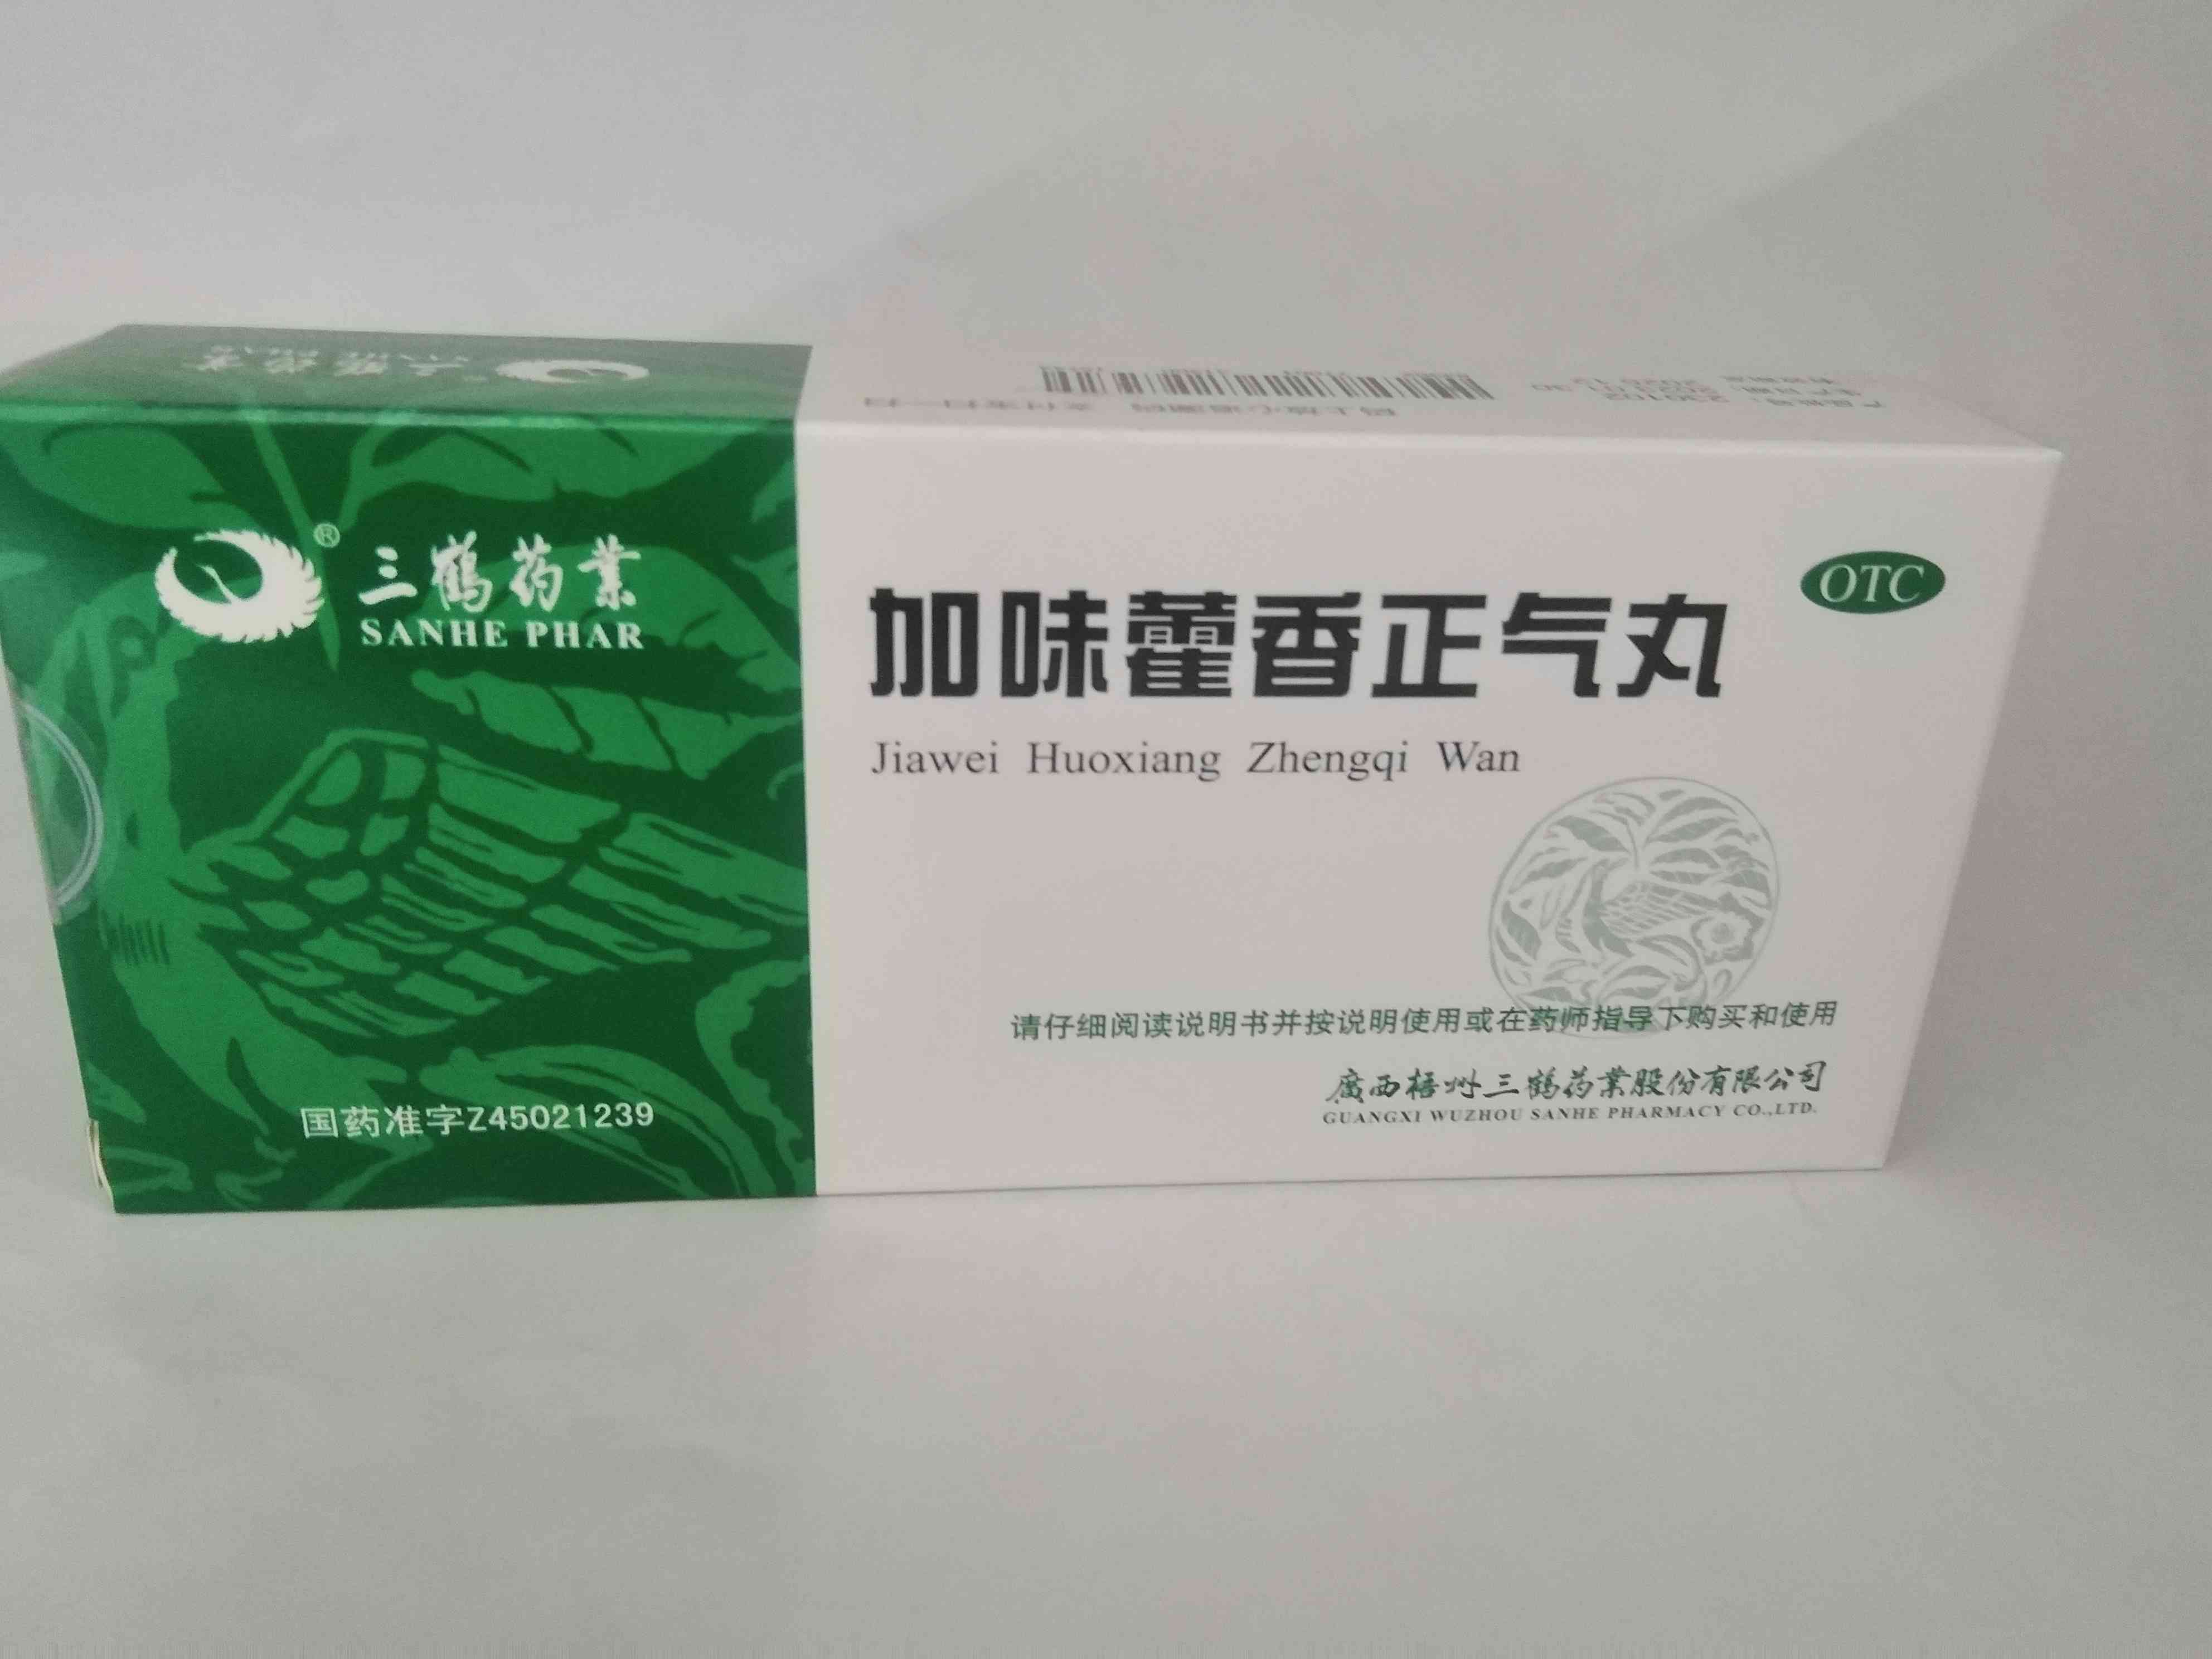 三鹤药業
SANHE PHAR
®
加味藿香正气丸
Jiawei Huoxiang Zhengqi Wan
OTC
请仔细阅读说明书并按说明使用或在药师指导下购买和使用
廣西梧州三鹤药業股份有限公司
GUANGXI WUZHOU SANHE PHARMACY CO.,LTD.
国药准字Z45021239